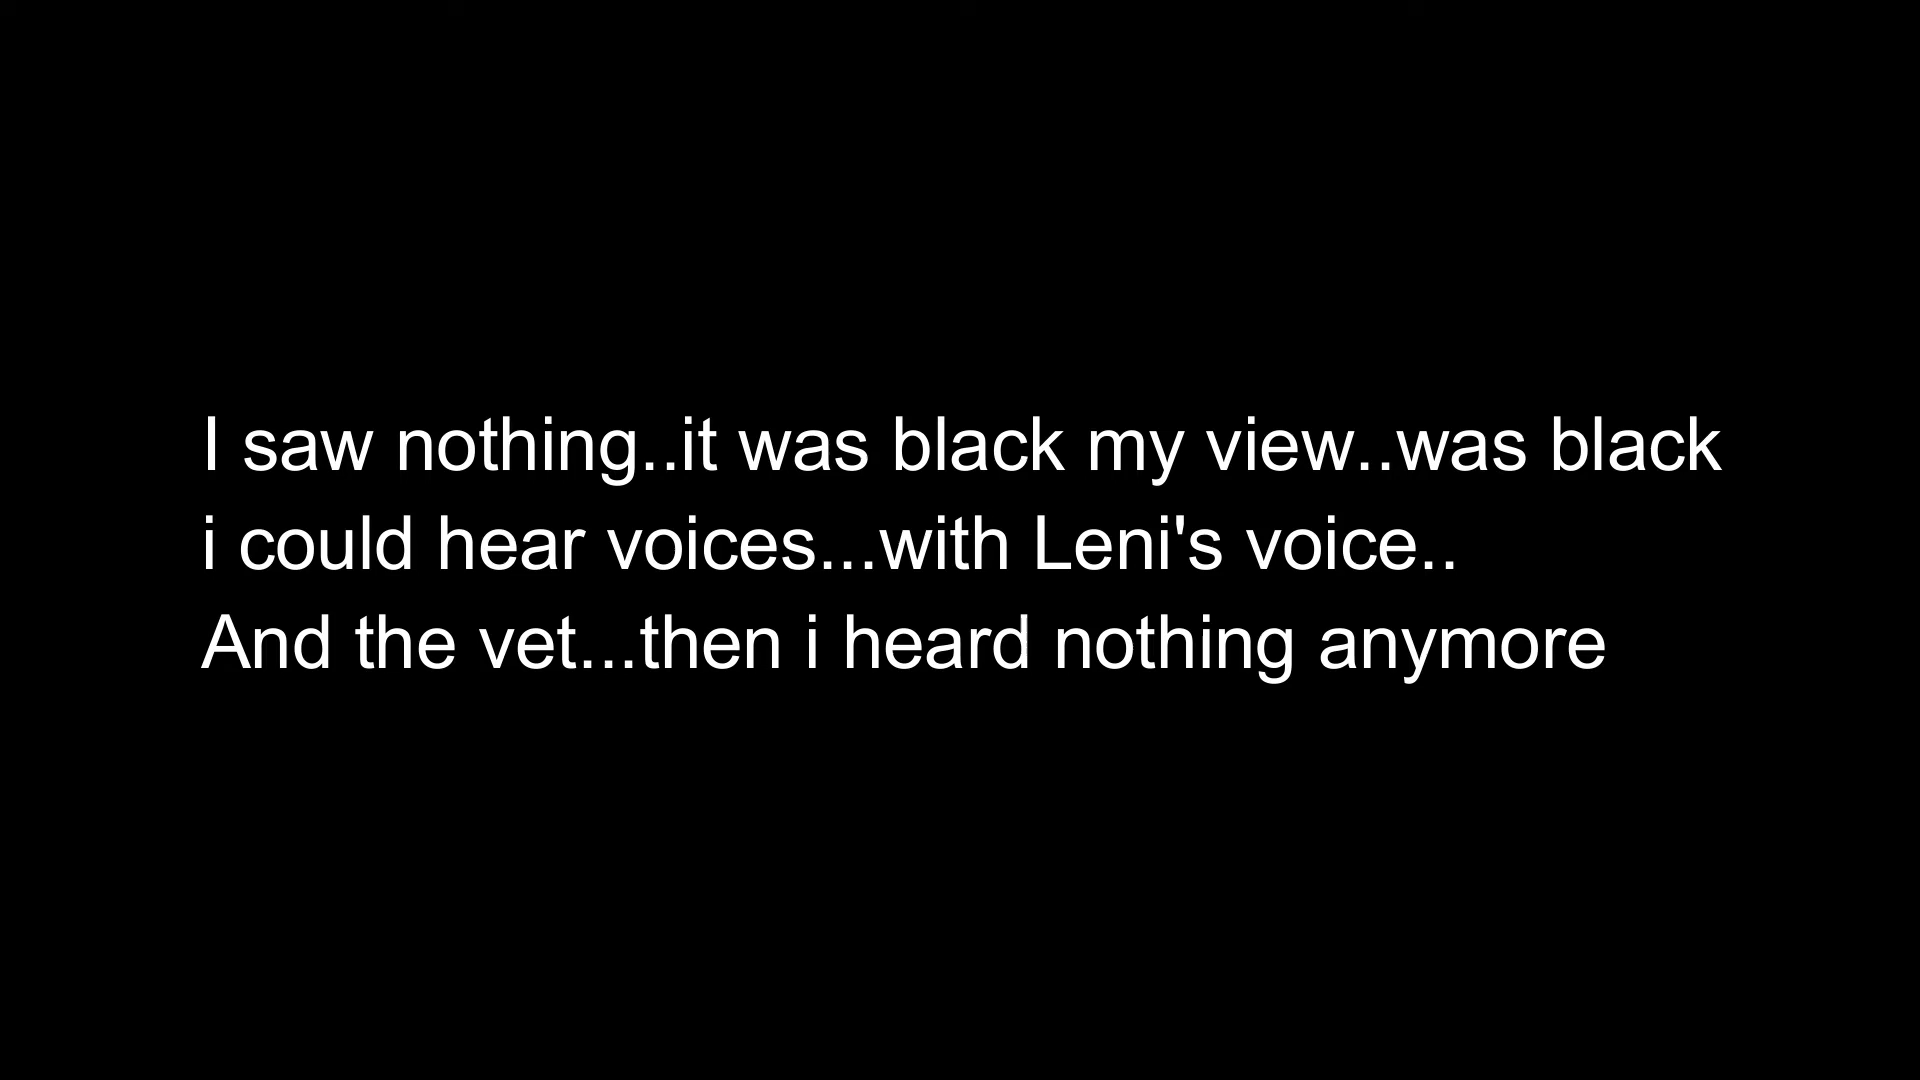 I saw nothing..it was black my view..was black
i could hear voices...with Leni's voice..
And the vet...then i heard nothing anymore